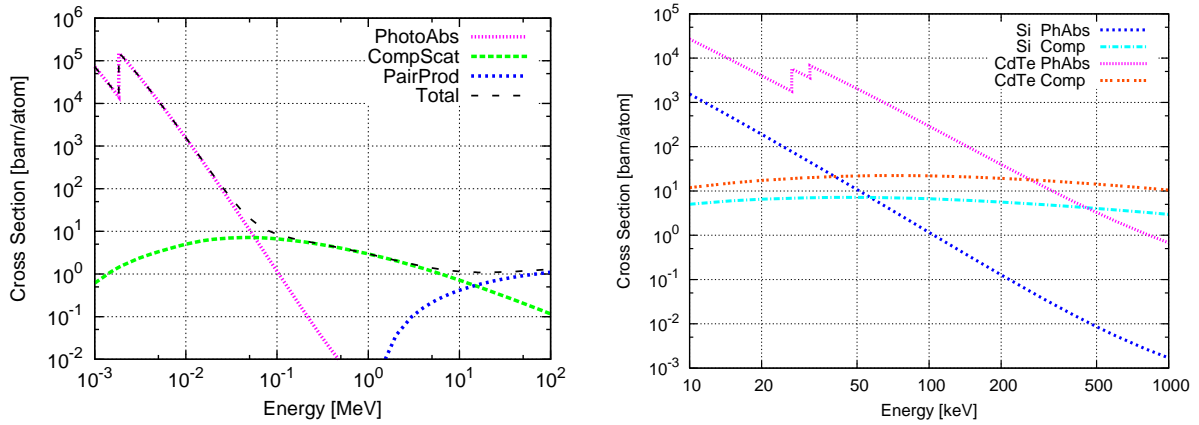 PhotoAbs
CompScat
PairProd
Total
Cross Section [barn/atom]
10^6
10^5
10^4
10^3
10^2
10^1
10^0
10^-1
10^-2
10^-3 10^-2 10^-1 10^0 10^1 10^2
Energy [MeV]
Si PhAbs
Si Comp
CdTe PhAbs
CdTe Comp
Cross Section [barn/atom]
10^5
10^4
10^3
10^2
10^1
10^0
10^-1
10^-2
10^-3
10 20 50 100 200 500 1000
Energy [keV]